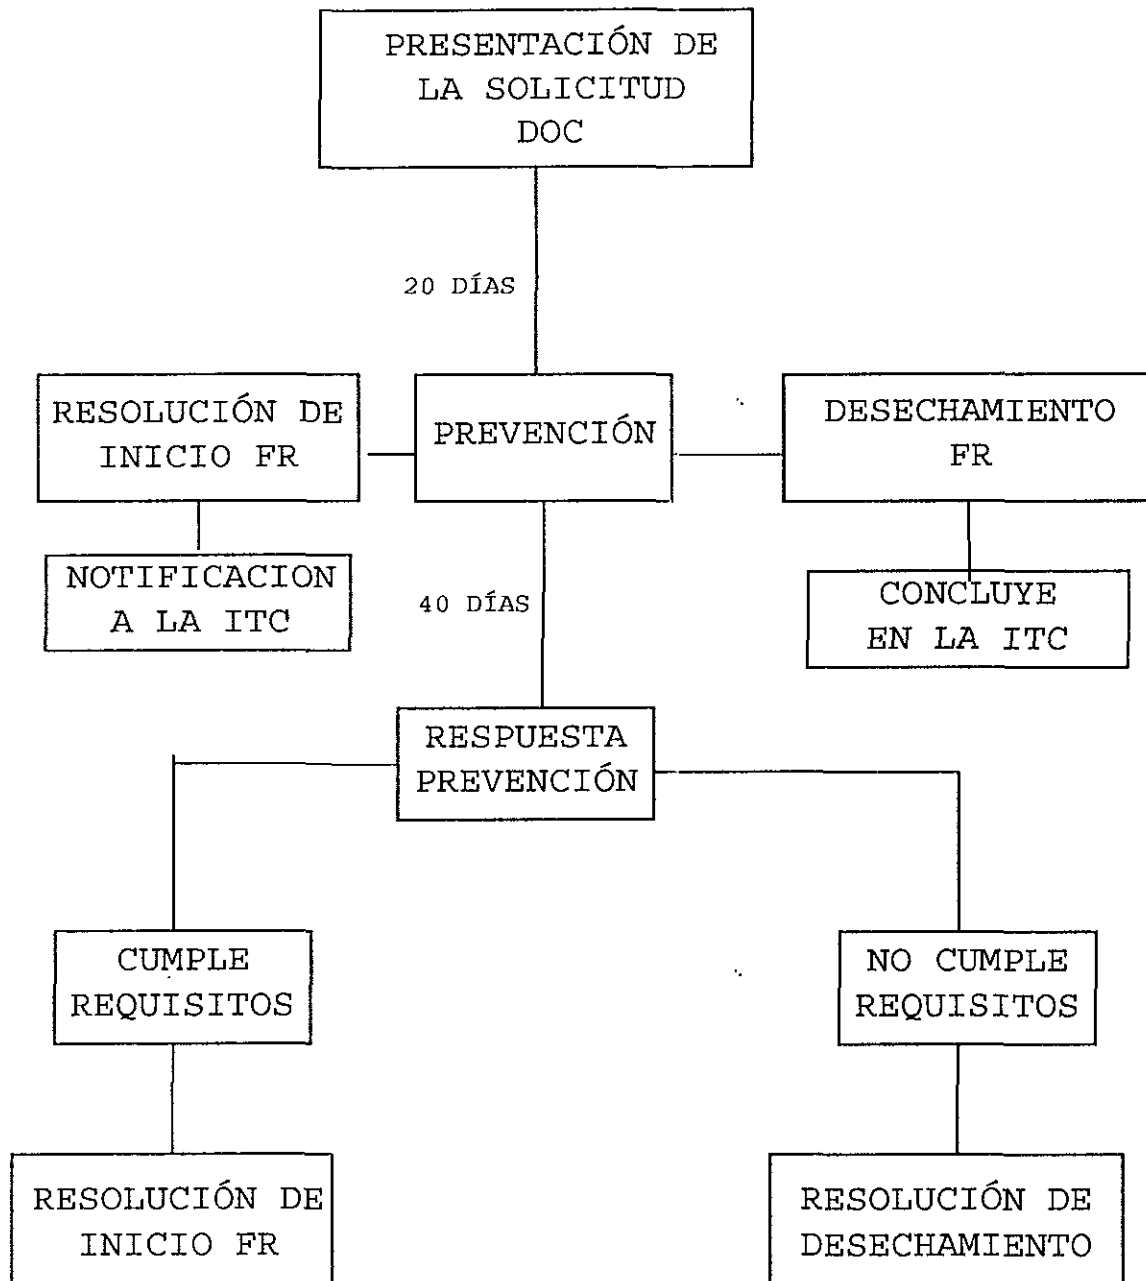 PRESENTACIÓN DE
LA SOLICITUD
DOC
20 DÍAS
RESOLUCIÓN DE
INICIO FR
PREVENCIÓN
DESECHAMIENTO
FR
NOTIFICACION
A LA ITC
40 DÍAS
CONCLUYE
EN LA ITC
RESPUESTA
PREVENCIÓN
CUMPLE
REQUISITOS
NO CUMPLE
REQUISITOS
RESOLUCIÓN DE
INICIO FR
RESOLUCIÓN DE
DESECHAMIENTO